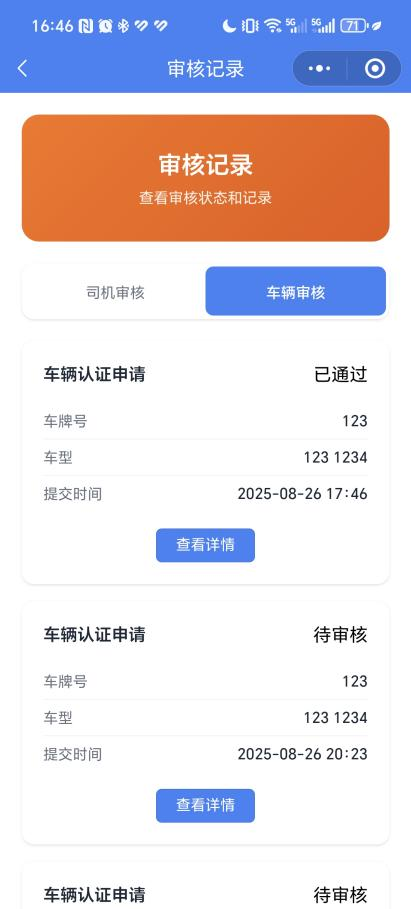 16:46 5G 5G 71
审核记录
审核记录
查看审核状态和记录
司机审核 车辆审核
车辆认证申请 已通过
车牌号 123
车型 123 1234
提交时间 2025-08-26 17:46
查看详情
车辆认证申请 待审核
车牌号 123
车型 123 1234
提交时间 2025-08-26 20:23
查看详情
车辆认证申请 待审核